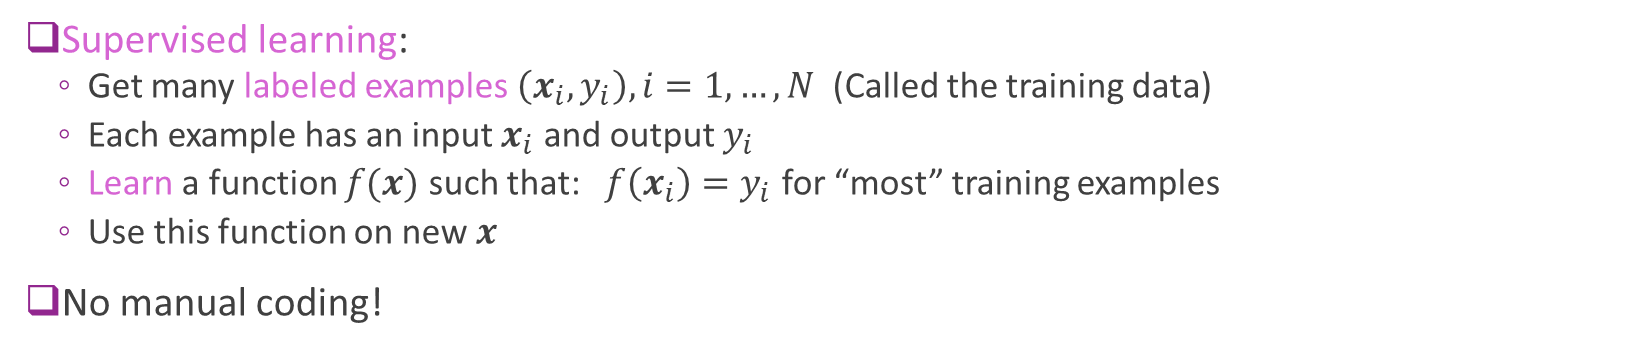 ❑Supervised learning:
◦ Get many labeled examples (𝒙ᵢ, yᵢ), i = 1, …, N (Called the training data)
◦ Each example has an input 𝒙ᵢ and output yᵢ
◦ Learn a function f(𝒙) such that: f(𝒙ᵢ) = yᵢ for “most” training examples
◦ Use this function on new 𝒙
❑No manual coding!